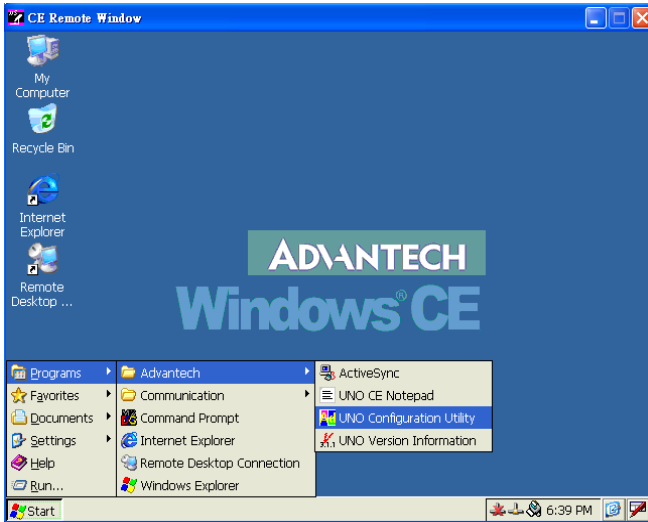 CE Remote Window
My
Computer
Recycle Bin
Internet
Explorer
Remote
Desktop ...
ADVANTECH
Windows® CE
Programs
Favorites
Documents
Settings
Help
Run...
Advantech
Communication
Command Prompt
Internet Explorer
Remote Desktop Connection
Windows Explorer
ActiveSync
UNO CE Notepad
UNO Configuration Utility
UNO Version Information
Start
6:39 PM